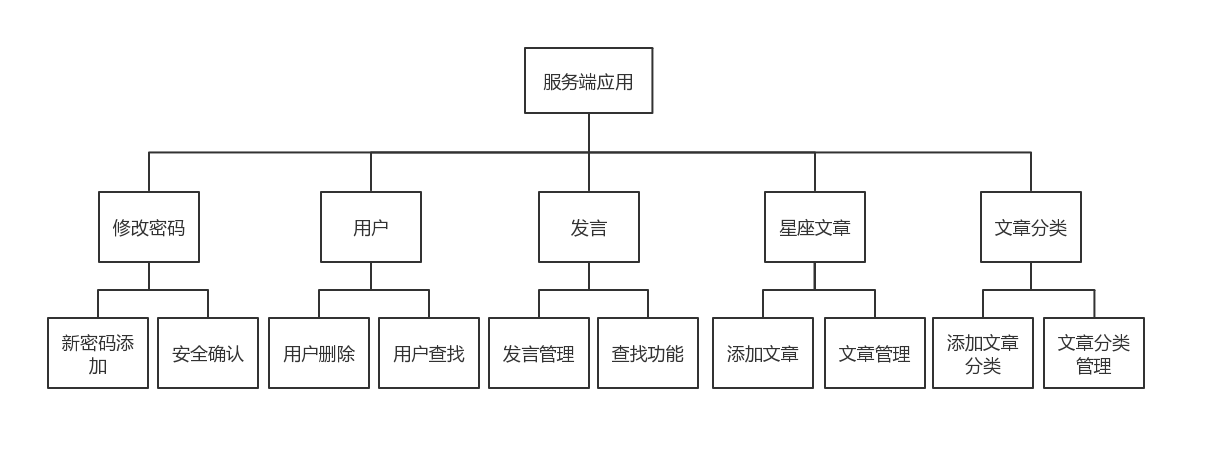 服务端应用
修改密码
用户
发言
星座文章
文章分类
新密码添
加
安全确认
用户删除
用户查找
发言管理
查找功能
添加文章
文章管理
添加文章
分类
文章分类
管理